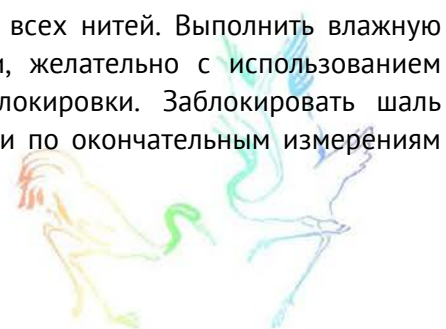 всех нитей. Выполнить влажную
и, желательно с использованием
локировки. Заблокировать шаль
и по окончательным измерениям